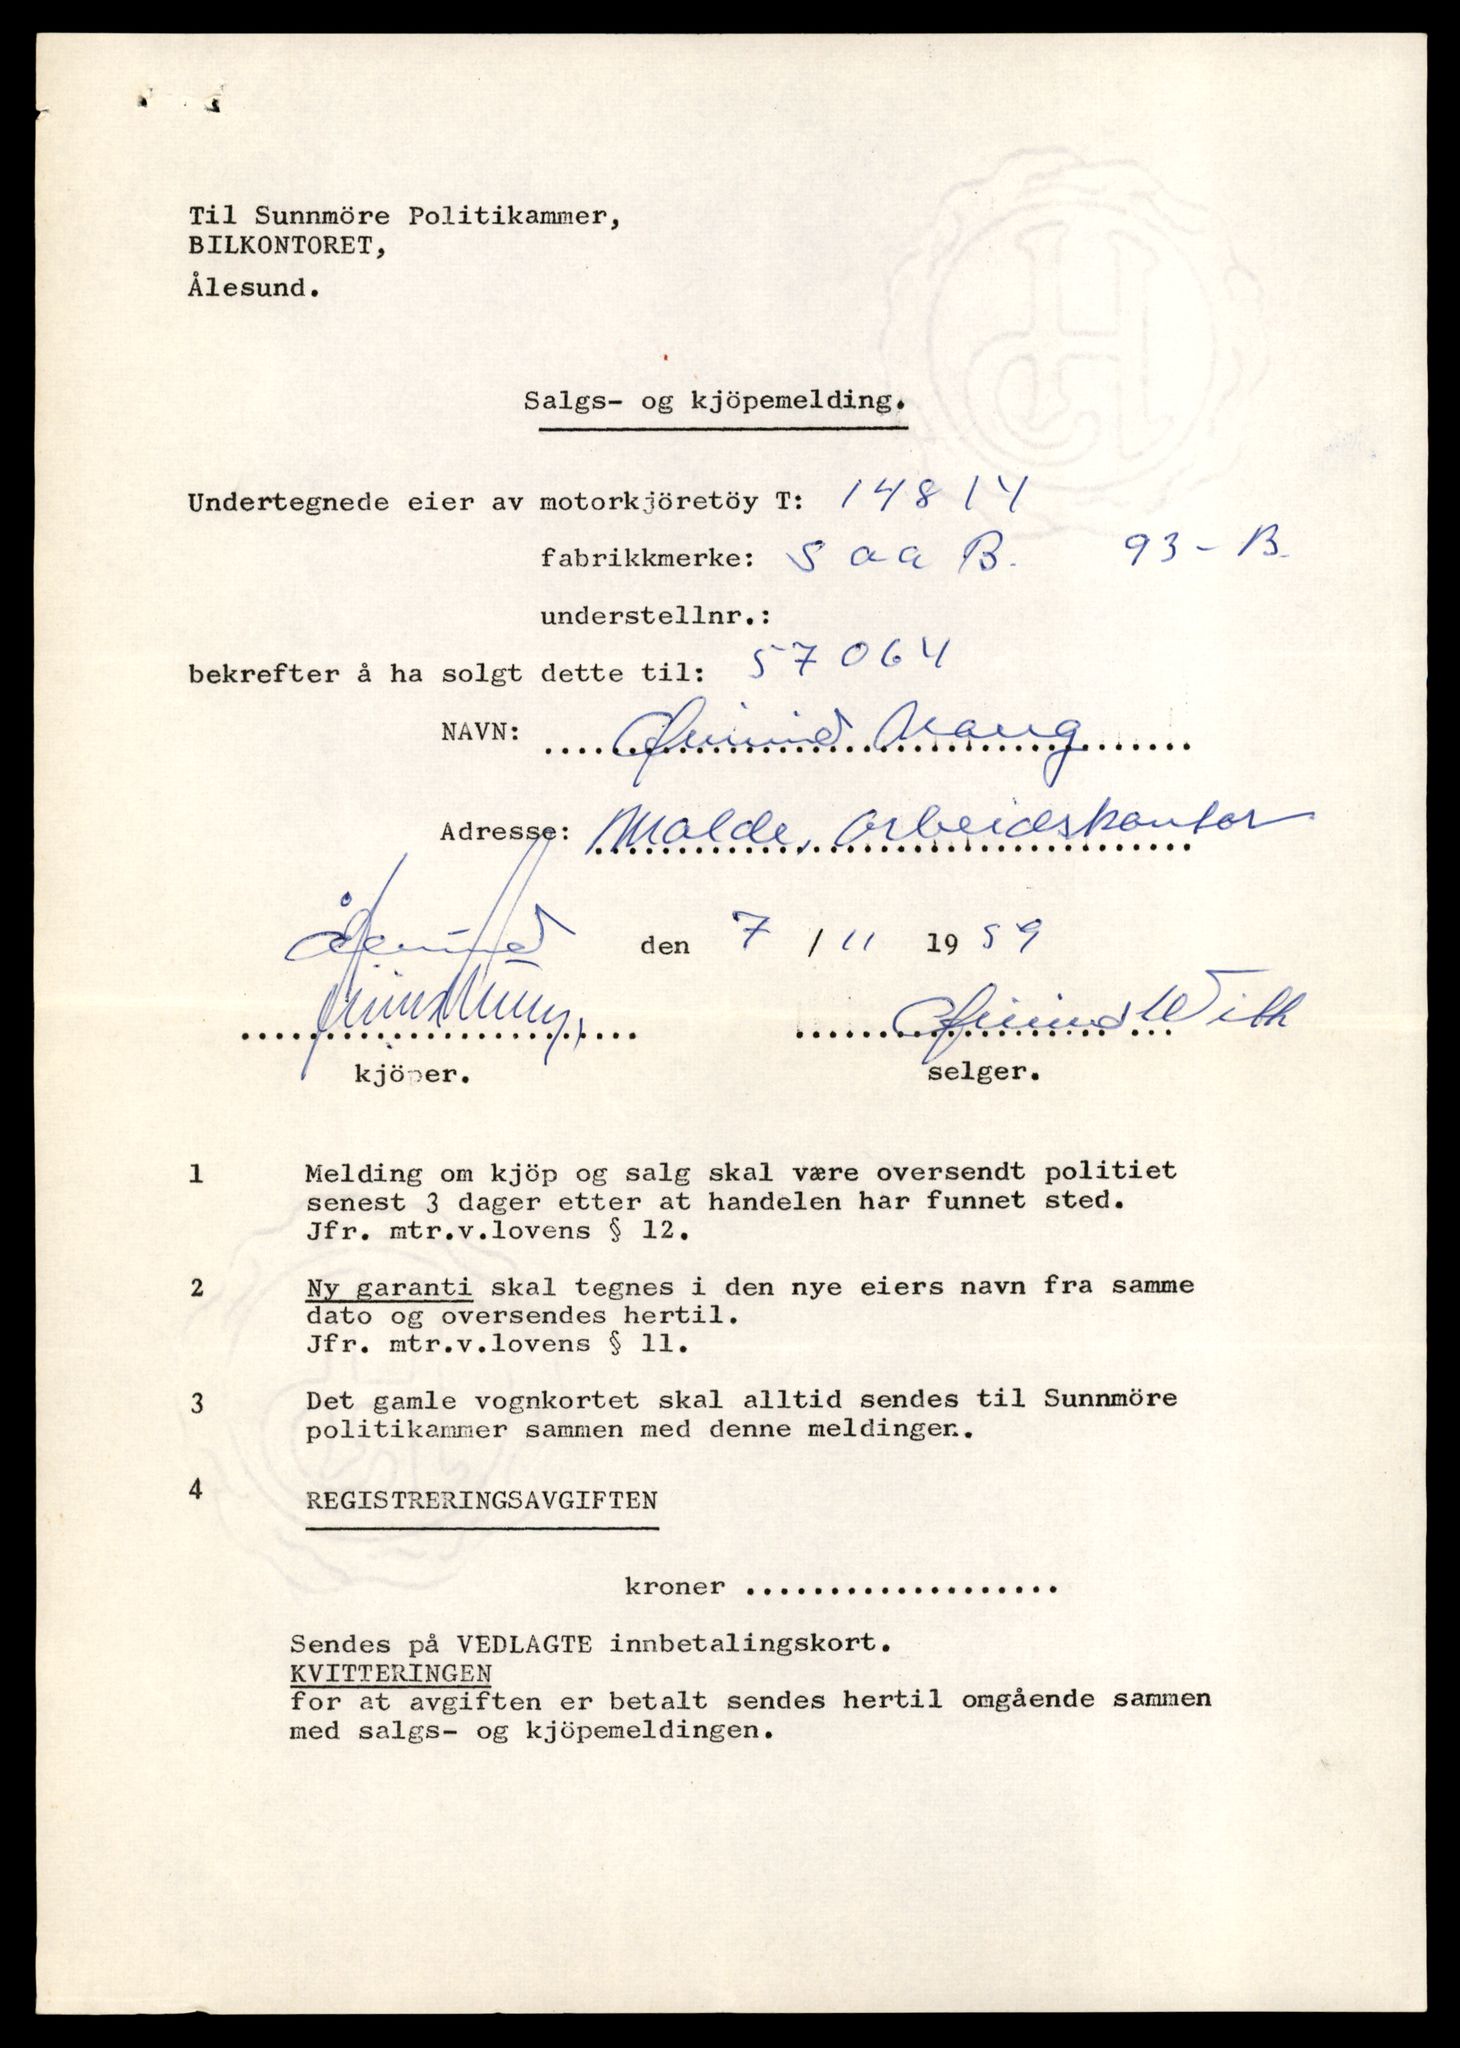 Til Sunnmöre Politikammer,
BILKONTORET,
Ålesund.
Salgs- og kjöpemelding.
Undertegnede eier av motorkjöretöy T: 14814
fabrikkmerke: Saa B. 93-B.
understellnr.:
bekrefter å ha solgt dette til: 57064
NAVN:
Adresse: Molde, Arbeidskontor
Ålesund den 7 / 11 1959
With
kjöper. selger.
1 Melding om kjöp og salg skal være oversendt politiet
senest 3 dager etter at handelen har funnet sted.
Jfr. mtr.v.lovens § 12.
2 Ny garanti skal tegnes i den nye eiers navn fra samme
dato og oversendes hertil.
Jfr. mtr.v.lovens § 11.
3 Det gamle vognkortet skal alltid sendes til Sunnmöre
politikammer sammen med denne meldingen.
4 REGISTRERINGSAVGIFTEN
kroner ...................
Sendes på VEDLAGTE innbetalingskort.
KVITTERINGEN
for at avgiften er betalt sendes hertil omgående sammen
med salgs- og kjöpemeldingen.